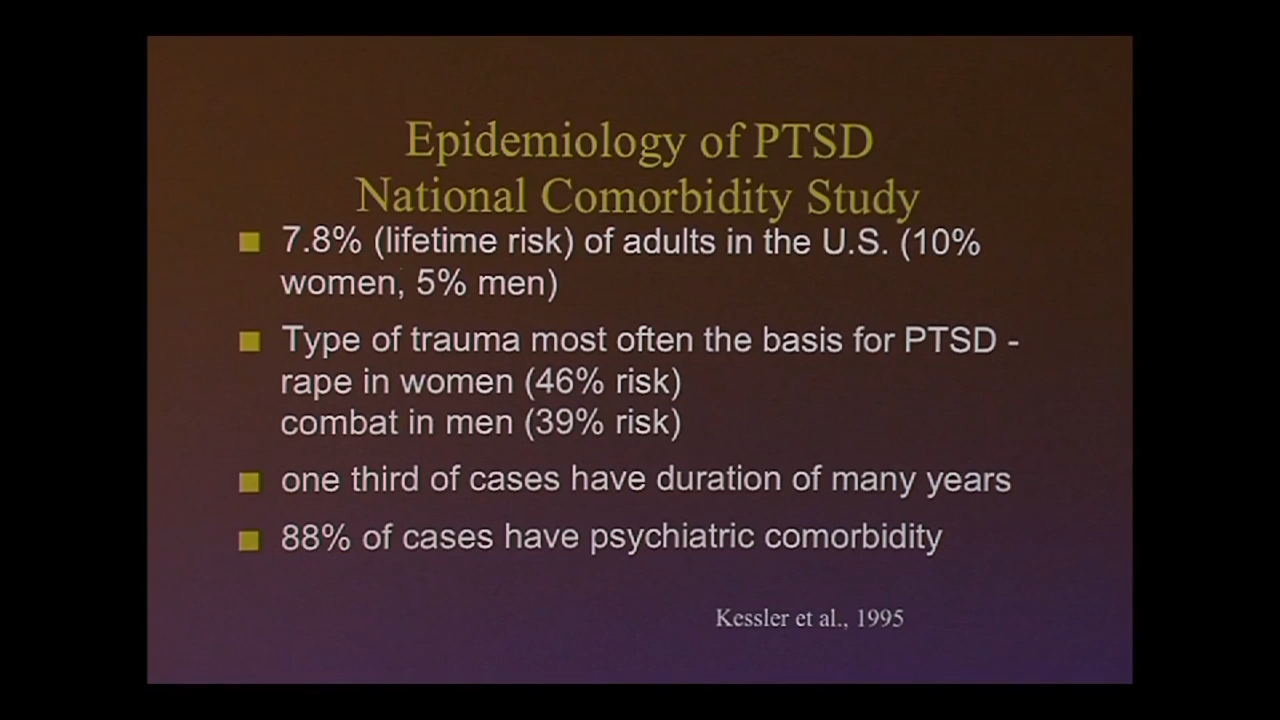 Epidemiology of PTSD
National Comorbidity Study
7.8% (lifetime risk) of adults in the U.S. (10%
women, 5% men)
Type of trauma most often the basis for PTSD -
rape in women (46% risk)
combat in men (39% risk)
one third of cases have duration of many years
88% of cases have psychiatric comorbidity
Kessler et al., 1995